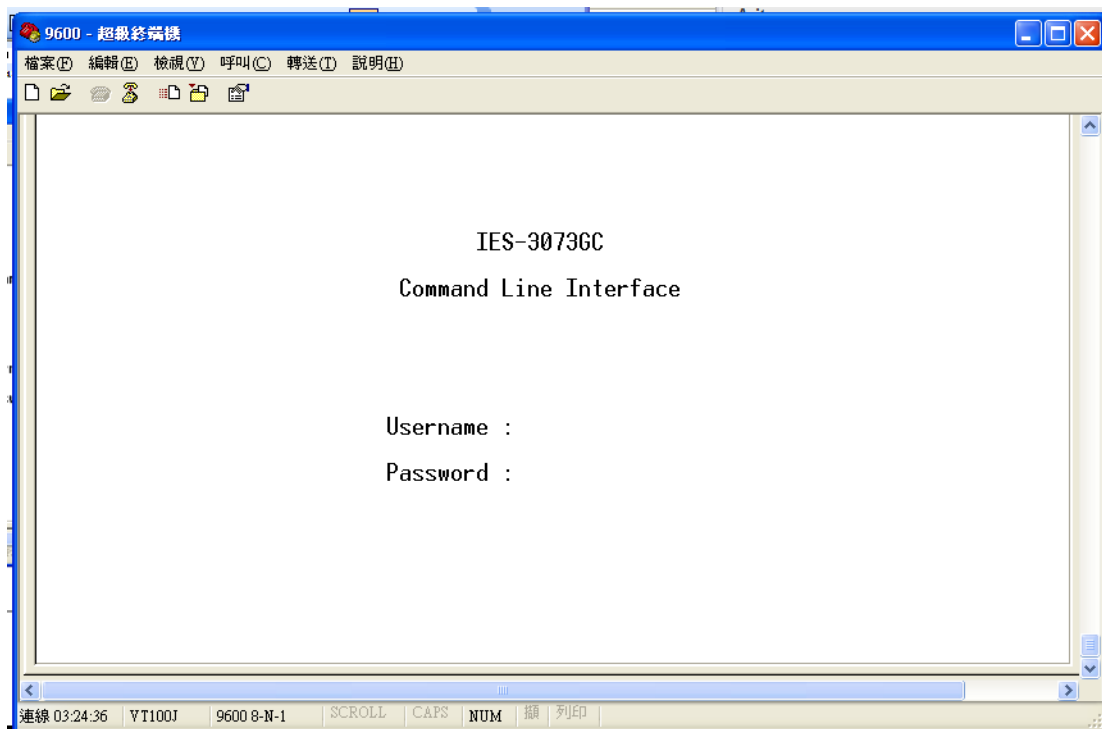 9600 - 超級終端機
檔案(F) 編輯(E) 檢視(V) 呼叫(C) 轉送(T) 說明(H)
IES-3073GC
Command Line Interface
Username :
Password :
連線 03:24:36 VT100J 9600 8-N-1 SCROLL CAPS NUM 擷 列印